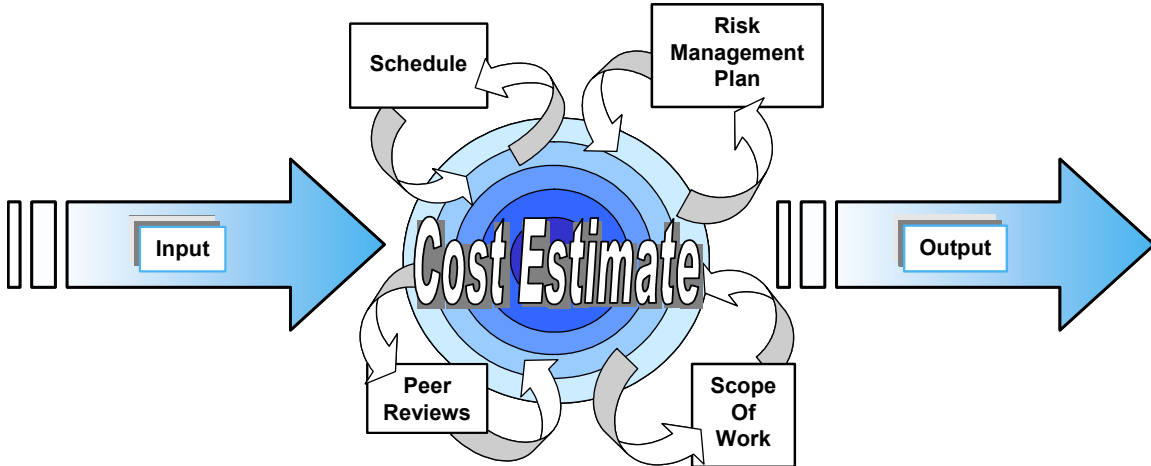 Schedule
Risk
Management
Plan
Input
Cost Estimate
Output
Peer
Reviews
Scope
Of
Work